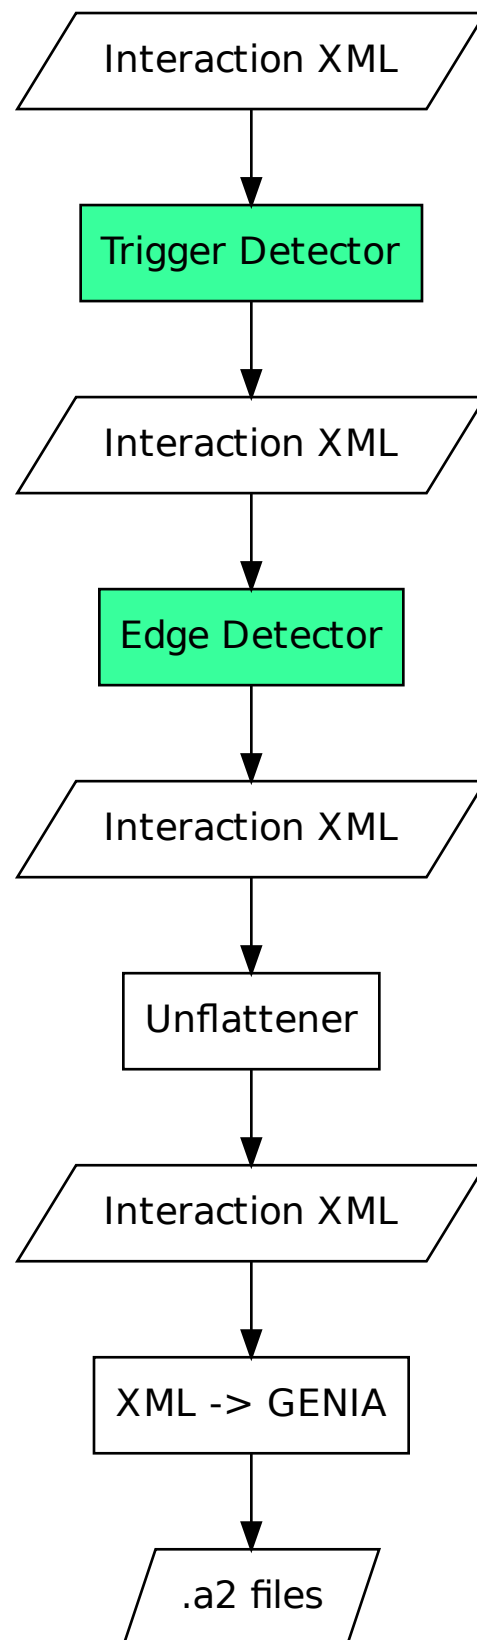 Interaction XML
Trigger Detector
Interaction XML
Edge Detector
Interaction XML
Unflattener
Interaction XML
XML -> GENIA
.a2 files